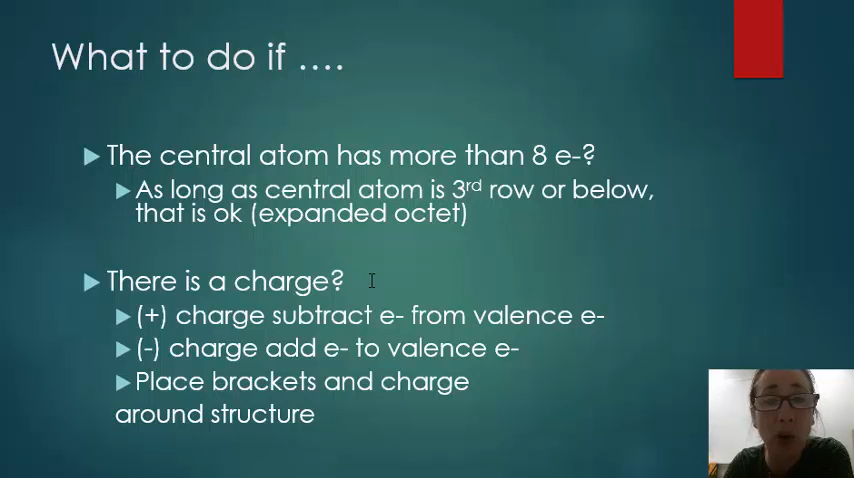 What to do if ....
The central atom has more than 8 e-?
As long as central atom is 3rd row or below,
that is ok (expanded octet)
There is a charge?
(+) charge subtract e- from valence e-
(-) charge add e- to valence e-
Place brackets and charge
around structure